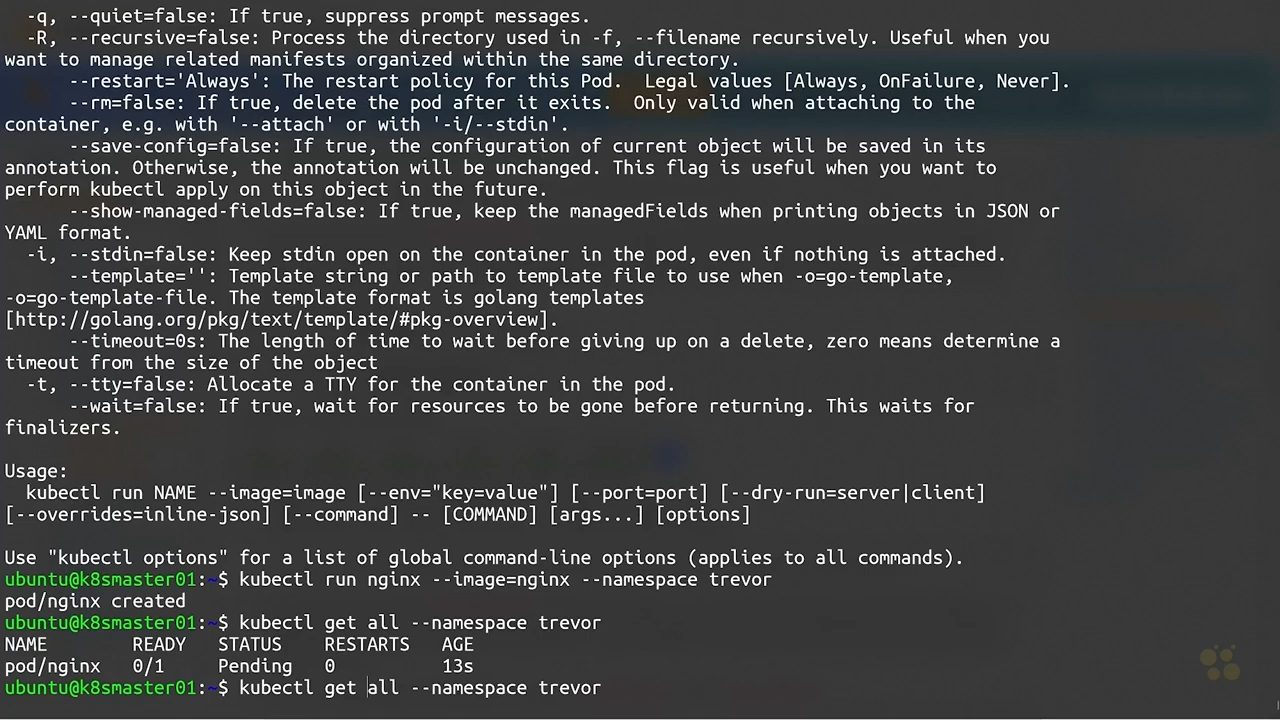 -q, --quiet=false: If true, suppress prompt messages.
-R, --recursive=false: Process the directory used in -f, --filename recursively. Useful when you
want to manage related manifests organized within the same directory.
--restart='Always': The restart policy for this Pod.  Legal values [Always, OnFailure, Never].
--rm=false: If true, delete the pod after it exits.  Only valid when attaching to the
container, e.g. with '--attach' or with '-i/--stdin'.
--save-config=false: If true, the configuration of current object will be saved in its
annotation. Otherwise, the annotation will be unchanged. This flag is useful when you want to
perform kubectl apply on this object in the future.
--show-managed-fields=false: If true, keep the managedFields when printing objects in JSON or
YAML format.
-i, --stdin=false: Keep stdin open on the container in the pod, even if nothing is attached.
--template='': Template string or path to template file to use when -o=go-template,
-o=go-template-file. The template format is golang templates
[http://golang.org/pkg/text/template/#pkg-overview].
--timeout=0s: The length of time to wait before giving up on a delete, zero means determine a
timeout from the size of the object
-t, --tty=false: Allocate a TTY for the container in the pod.
--wait=false: If true, wait for resources to be gone before returning. This waits for
finalizers.
Usage:
kubectl run NAME --image=image [--env="key=value"] [--port=port] [--dry-run=server|client]
[--overrides=inline-json] [--command] -- [COMMAND] [args...] [options]
Use "kubectl options" for a list of global command-line options (applies to all commands).
ubuntu@k8smaster01:~$ kubectl run nginx --image=nginx --namespace trevor
pod/nginx created
ubuntu@k8smaster01:~$ kubectl get all --namespace trevor
NAME READY STATUS RESTARTS AGE
pod/nginx 0/1 Pending 0 13s
ubuntu@k8smaster01:~$ kubectl get all --namespace trevor